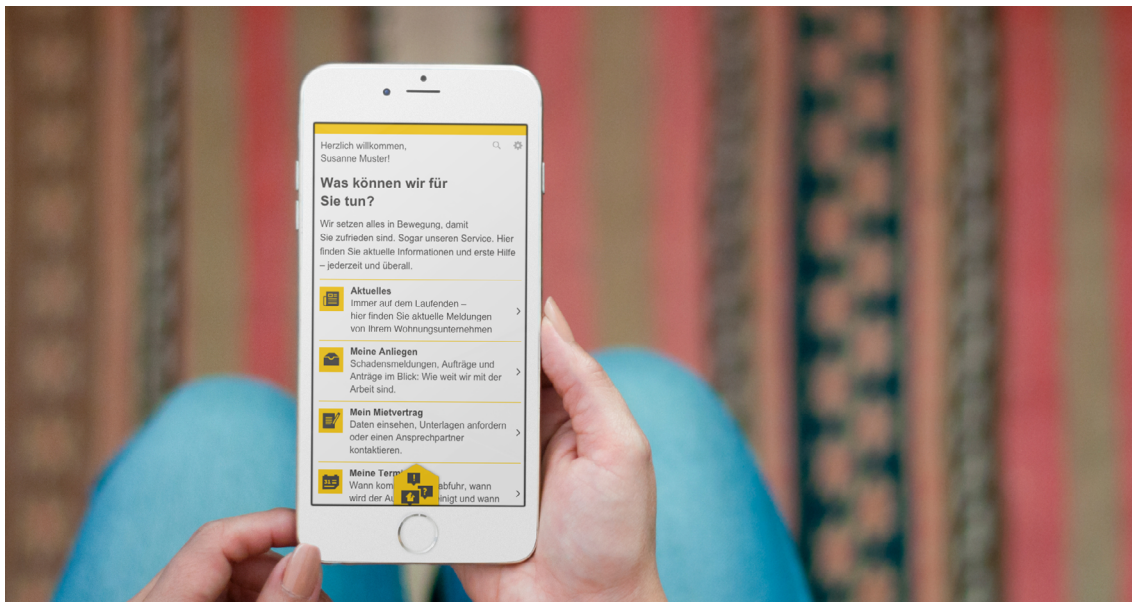 Herzlich willkommen,
Susanne Muster!
Was können wir für
Sie tun?
Wir setzen alles in Bewegung, damit
Sie zufrieden sind. Sogar unseren Service. Hier
finden Sie aktuelle Informationen und erste Hilfe
– jederzeit und überall.
Aktuelles
Immer auf dem Laufenden –
hier finden Sie aktuelle Meldungen
von Ihrem Wohnungsunternehmen
Meine Anliegen
Schadensmeldungen, Aufträge und
Anträge im Blick: Wie weit wir mit der
Arbeit sind.
Mein Mietvertrag
Daten einsehen, Unterlagen anfordern
oder einen Ansprechpartner
kontaktieren.
Meine
Wann abfuhr, wann
wird der und wann